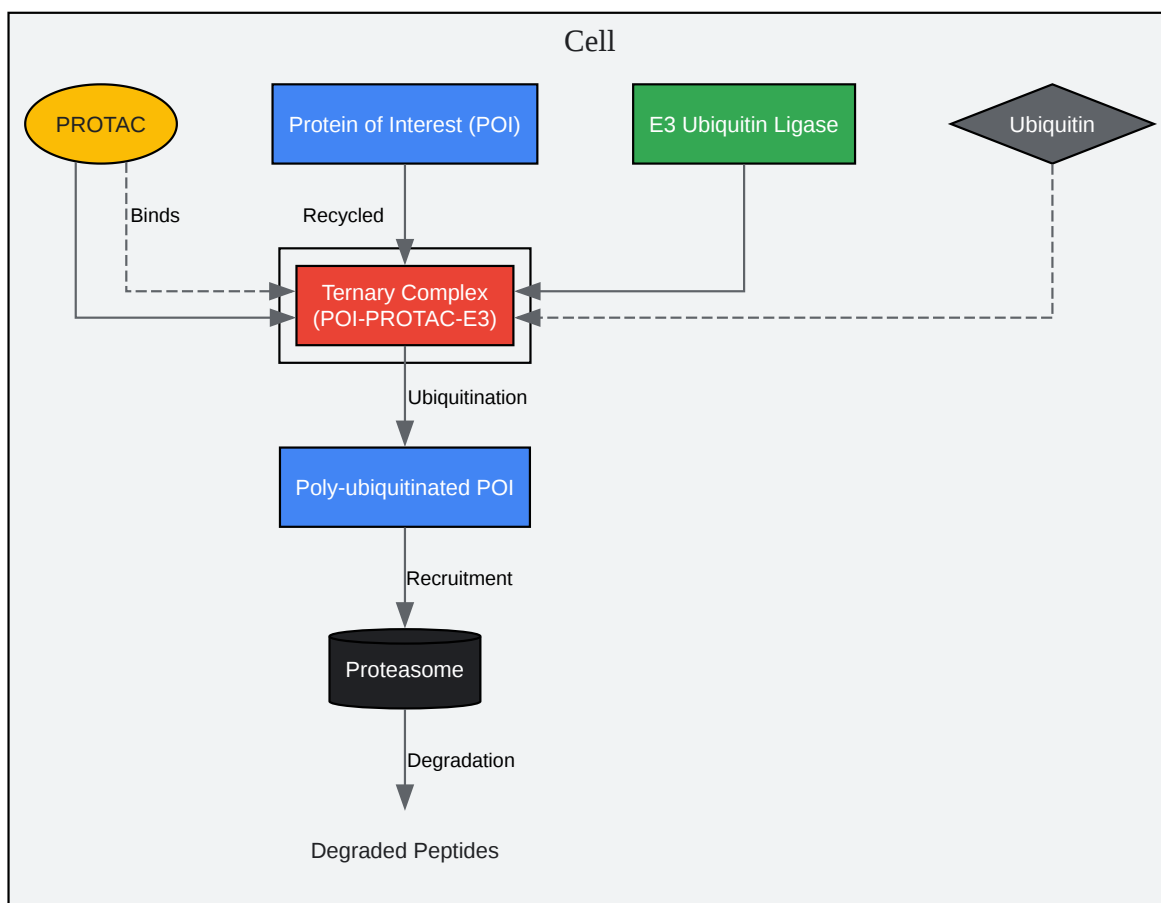 Cell
PROTAC
Protein of Interest (POI)
E3 Ubiquitin Ligase
Ubiquitin
Binds
Recycled
Ternary Complex
(POI-PROTAC-E3)
Ubiquitination
Poly-ubiquitinated POI
Recruitment
Proteasome
Degradation
Degraded Peptides